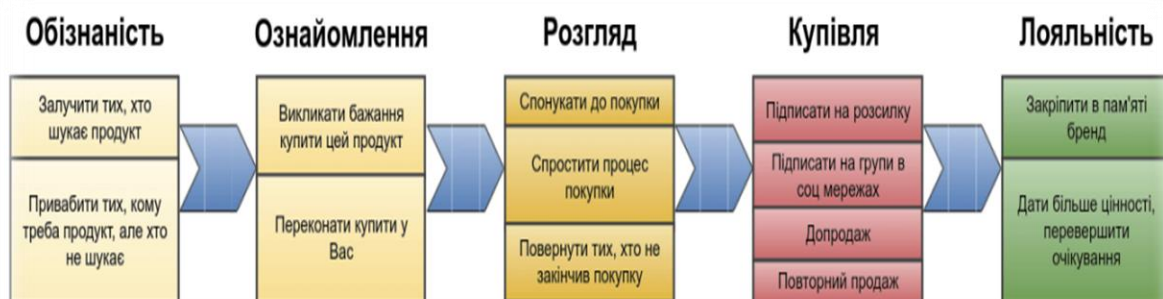 Обізнаність
Ознайомлення
Розгляд
Купівля
Лояльність
Залучити тих, хто
шукає продукт
Привабити тих, кому
треба продукт, але хто
не шукає
Викликати бажання
купити цей продукт
Переконати купити у
Вас
Спонукати до покупки
Спростити процес
покупки
Повернути тих, хто не
закінчив покупку
Підписати на розсилку
Підписати на групи в
соц мережах
Допродаж
Повторний продаж
Закріпити в пам'яті
бренд
Дати більше цінності,
перевершити
очікування